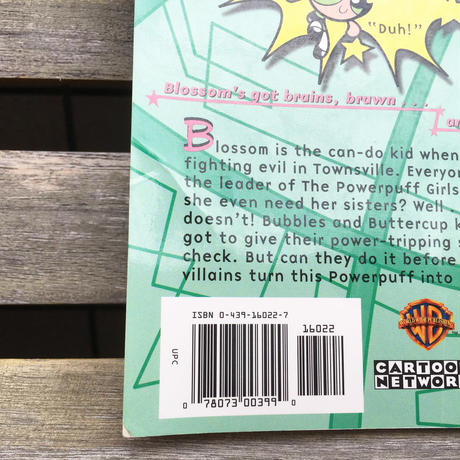 "Duh!"
Blossom's got brains, brawn . . .
Blossom is the can-do kid when
fighting evil in Townsville.
the leader of The Powerpuff Girls
she even need her sisters? Well
doesn't! Bubbles and Buttercup
got to give their power-tripping
check. But can they do it before
villains turn this Powerpuff into
ISBN 0-439-16022-7
16022
UPC
0 78073 00399 0
WB
CARTOON
NETWORK